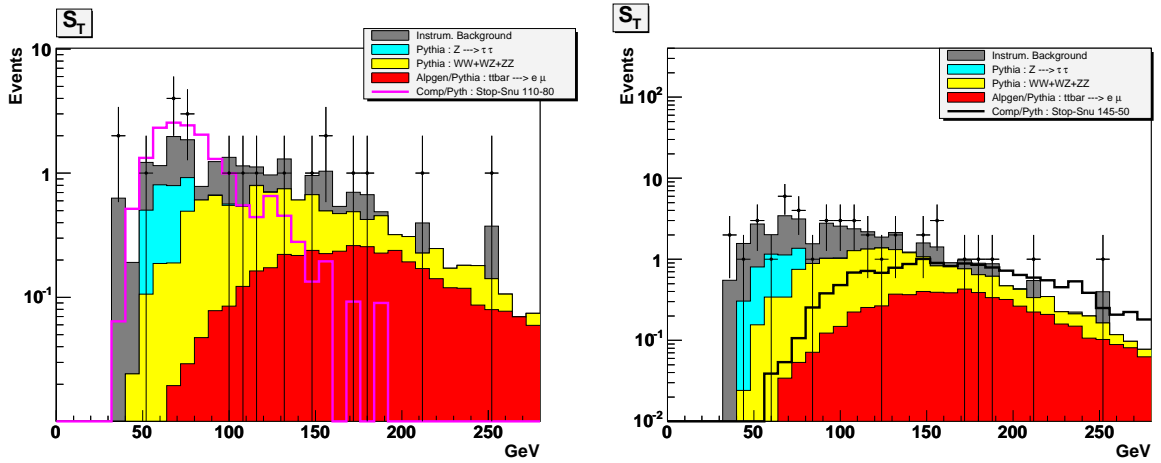 S_T
Events
10
1
10^-1
Instrum. Background
Pythia : Z ---> τ τ
Pythia : WW+WZ+ZZ
Alpgen/Pythia : ttbar ---> e μ
Comp/Pyth : Stop-Snu 110-80
0 50 100 150 200 250
GeV
S_T
Events
10^2
10
1
10^-1
10^-2
Instrum. Background
Pythia : Z ---> τ τ
Pythia : WW+WZ+ZZ
Alpgen/Pythia : ttbar ---> e μ
Comp/Pyth : Stop-Snu 145-50
0 50 100 150 200 250
GeV